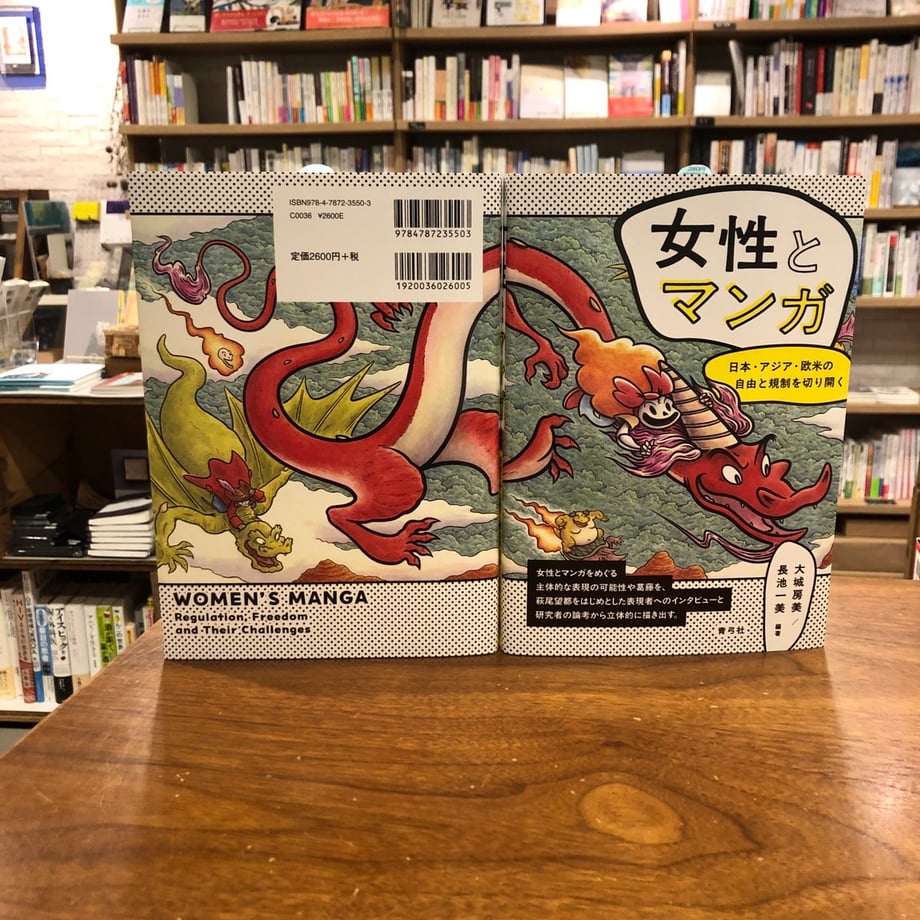 ISBN978-4-7872-3550-3
C0036 ¥2600E
定価2600円+税
9784787235503
1920036026005
WOMEN'S MANGA
Regulation, Freedom
and Their Challenges
女性と
マンガ
日本・アジア・欧米の
自由と規制を切り開く
女性とマンガをめぐる
主体的な表現の可能性や葛藤を、
萩尾望都をはじめとした表現者へのインタビューと
研究者の論考から立体的に描き出す。
大城房美/
長池一美 編著
青弓社